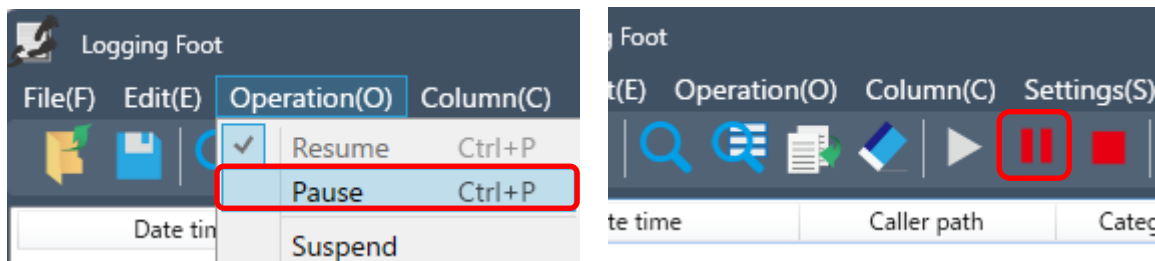 Logging Foot
File(F) Edit(E) Operation(O) Column(C)
Resume Ctrl+P
Pause Ctrl+P
Date tin
Suspend
g Foot
t(E) Operation(O) Column(C) Settings(S)
te time Caller path Categ